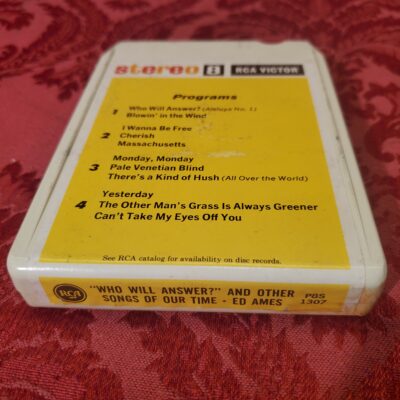 stereo 8 RCA VICTOR
Programs
1 Who Will Answer? (Aleluya No. 1)
Blowin' in the Wind
2 I Wanna Be Free
Cherish
Massachusetts
3 Monday, Monday
Pale Venetian Blind
There's a Kind of Hush (All Over the World)
4 Yesterday
The Other Man's Grass Is Always Greener
Can't Take My Eyes Off You
See RCA catalog for availability on disc records.
RCA "WHO WILL ANSWER?" AND OTHER P8S
SONGS OF OUR TIME - ED AMES 1307